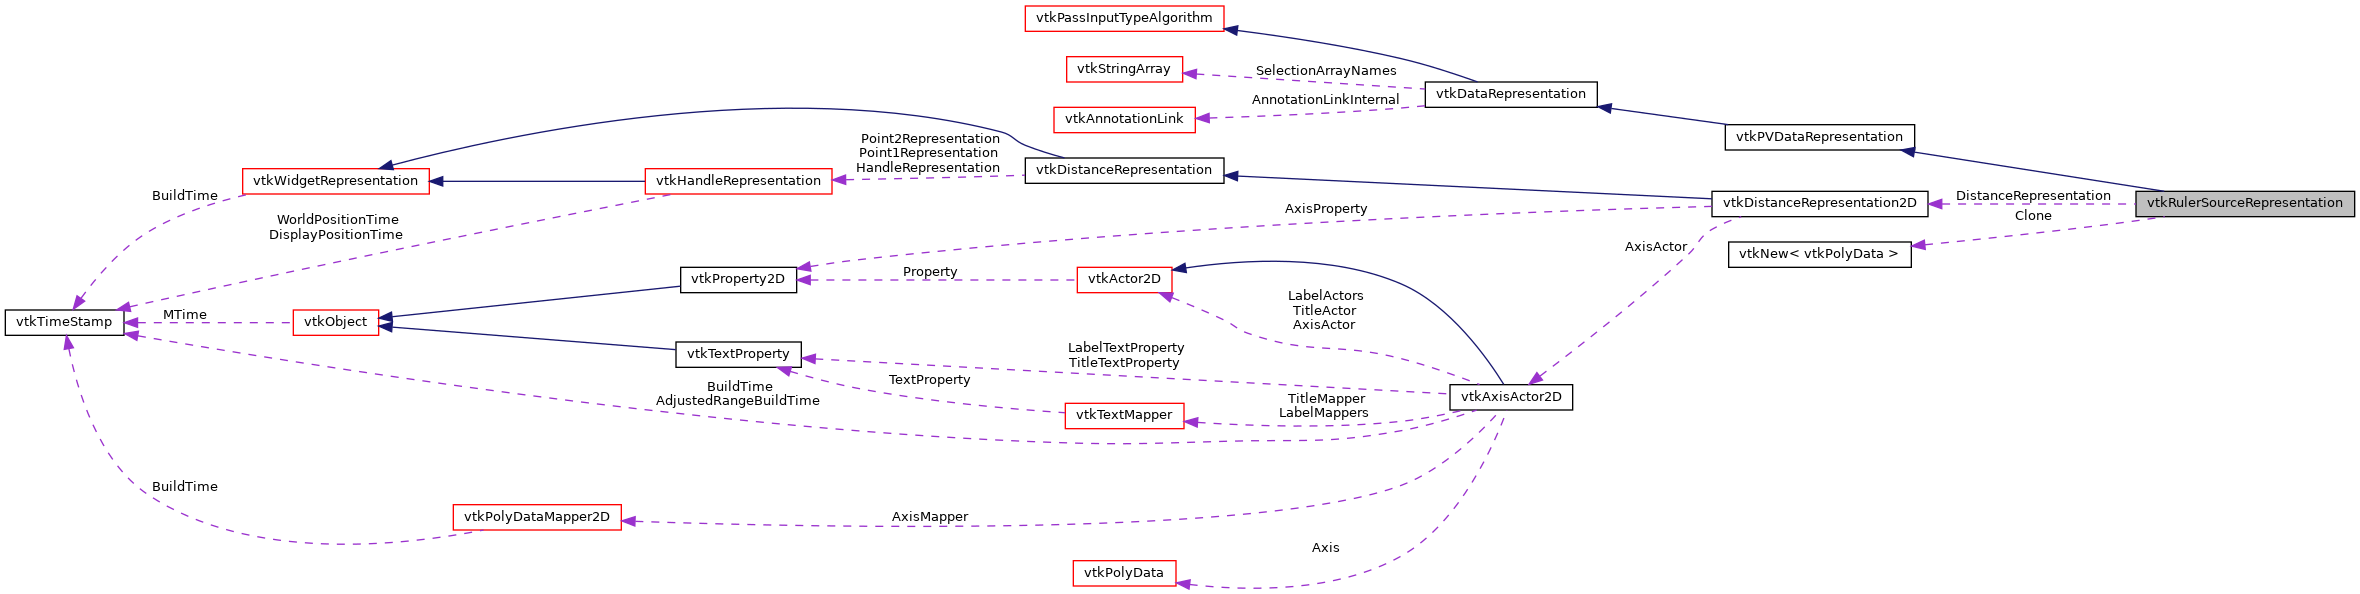 vtkPassInputTypeAlgorithm
vtkStringArray
SelectionArrayNames
vtkDataRepresentation
AnnotationLinkInternal
vtkAnnotationLink
vtkPVDataRepresentation
Point2Representation
Point1Representation
HandleRepresentation
vtkDistanceRepresentation
vtkWidgetRepresentation
vtkHandleRepresentation
BuildTime
DistanceRepresentation
vtkDistanceRepresentation2D
vtkRulerSourceRepresentation
AxisProperty
Clone
WorldPositionTime
DisplayPositionTime
AxisActor
vtkNew< vtkPolyData >
vtkProperty2D
Property
vtkActor2D
LabelActors
TitleActor
AxisActor
vtkTimeStamp
MTime
vtkObject
vtkTextProperty
LabelTextProperty
TitleTextProperty
BuildTime
AdjustedRangeBuildTime
TextProperty
vtkAxisActor2D
vtkTextMapper
TitleMapper
LabelMappers
BuildTime
vtkPolyDataMapper2D
AxisMapper
Axis
vtkPolyData